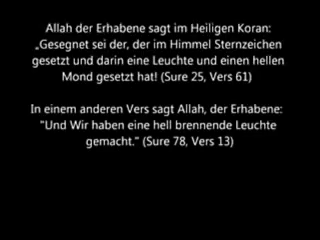 Allah der Erhabene sagt im Heiligen Koran:
„Gesegnet sei der, der im Himmel Sternzeichen
gesetzt und darin eine Leuchte und einen hellen
Mond gesetzt hat! (Sure 25, Vers 61)
In einem anderen Vers sagt Allah, der Erhabene:
"Und Wir haben eine hell brennende Leuchte
gemacht." (Sure 78, Vers 13)